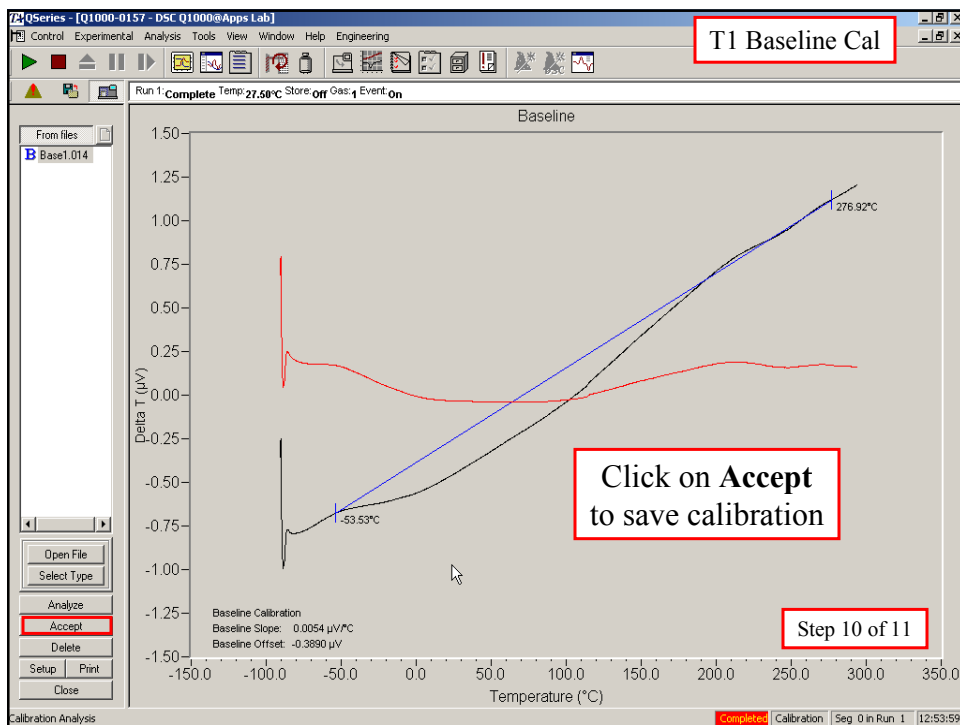 TA QSeries - [Q1000-0157 - DSC Q1000@Apps Lab]
Control Experimental Analysis Tools View Window Help Engineering
T1 Baseline Cal
Run 1: Complete Temp: 27.50°C Store: Off Gas: 1 Event: On
From files
B Base1.014
Baseline
1.50
1.25
1.00
0.75
0.50
0.25
0.00
-0.25
-0.50
-0.75
-1.00
-1.25
-1.50
Delta T (µV)
276.92°C
-53.53°C
Click on Accept
to save calibration
Open File
Select Type
Analyze
Accept
Delete
Setup Print
Close
Baseline Calibration
Baseline Slope: 0.0054 µV/°C
Baseline Offset: -0.3890 µV
Step 10 of 11
-150.0 -100.0 -50.0 0.0 50.0 100.0 150.0 200.0 250.0 300.0 350.0
Temperature (°C)
Calibration Analysis
Completed Calibration Seg 0 in Run 1 12:53:59